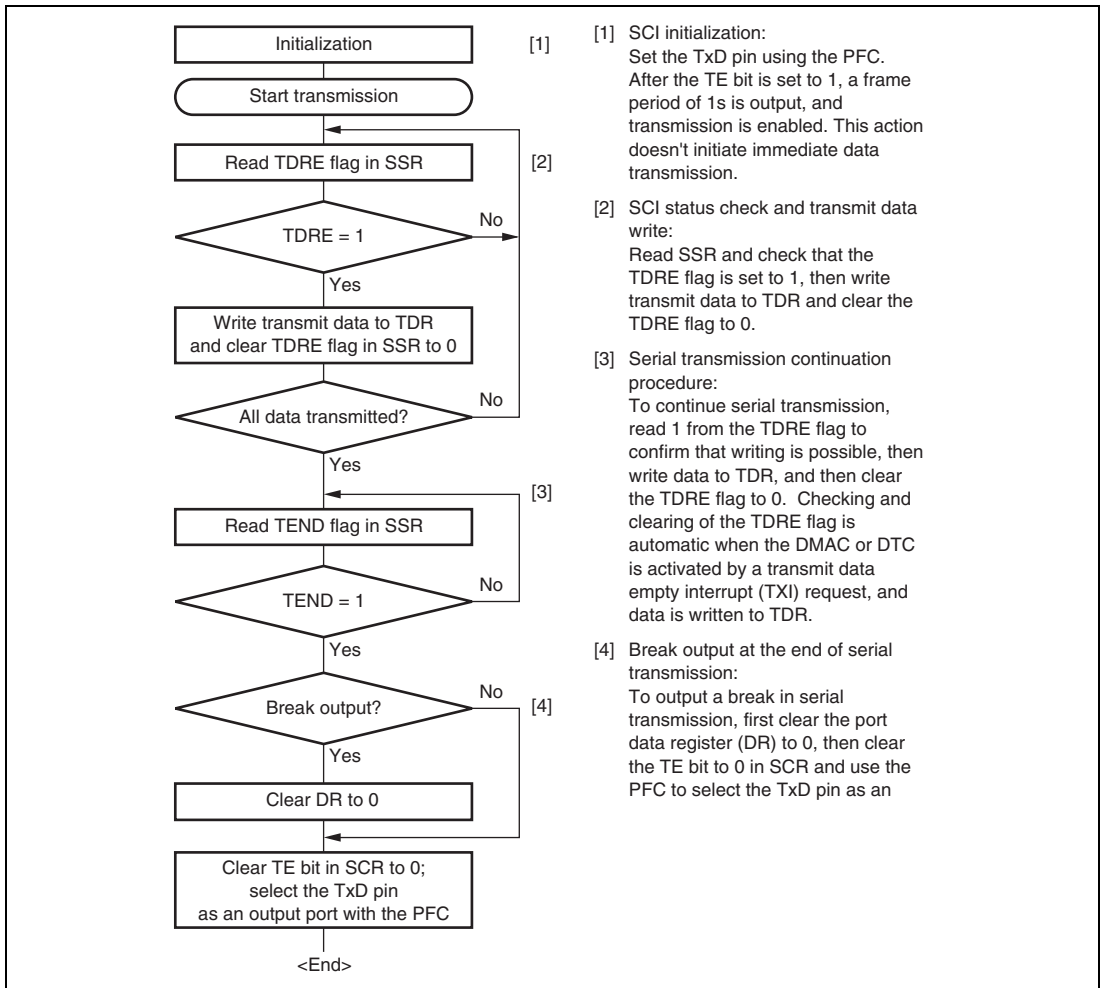 Initialization
[1]
Start transmission
Read TDRE flag in SSR
[2]
TDRE = 1
No
Yes
Write transmit data to TDR
and clear TDRE flag in SSR to 0
All data transmitted?
No
Yes
[3]
Read TEND flag in SSR
TEND = 1
No
Yes
Break output?
No
[4]
Yes
Clear DR to 0
Clear TE bit in SCR to 0;
select the TxD pin
as an output port with the PFC
<End>
[1] SCI initialization:
Set the TxD pin using the PFC.
After the TE bit is set to 1, a frame
period of 1s is output, and
transmission is enabled. This action
doesn't initiate immediate data
transmission.
[2] SCI status check and transmit data
write:
Read SSR and check that the
TDRE flag is set to 1, then write
transmit data to TDR and clear the
TDRE flag to 0.
[3] Serial transmission continuation
procedure:
To continue serial transmission,
read 1 from the TDRE flag to
confirm that writing is possible, then
write data to TDR, and then clear
the TDRE flag to 0. Checking and
clearing of the TDRE flag is
automatic when the DMAC or DTC
is activated by a transmit data
empty interrupt (TXI) request, and
data is written to TDR.
[4] Break output at the end of serial
transmission:
To output a break in serial
transmission, first clear the port
data register (DR) to 0, then clear
the TE bit to 0 in SCR and use the
PFC to select the TxD pin as an